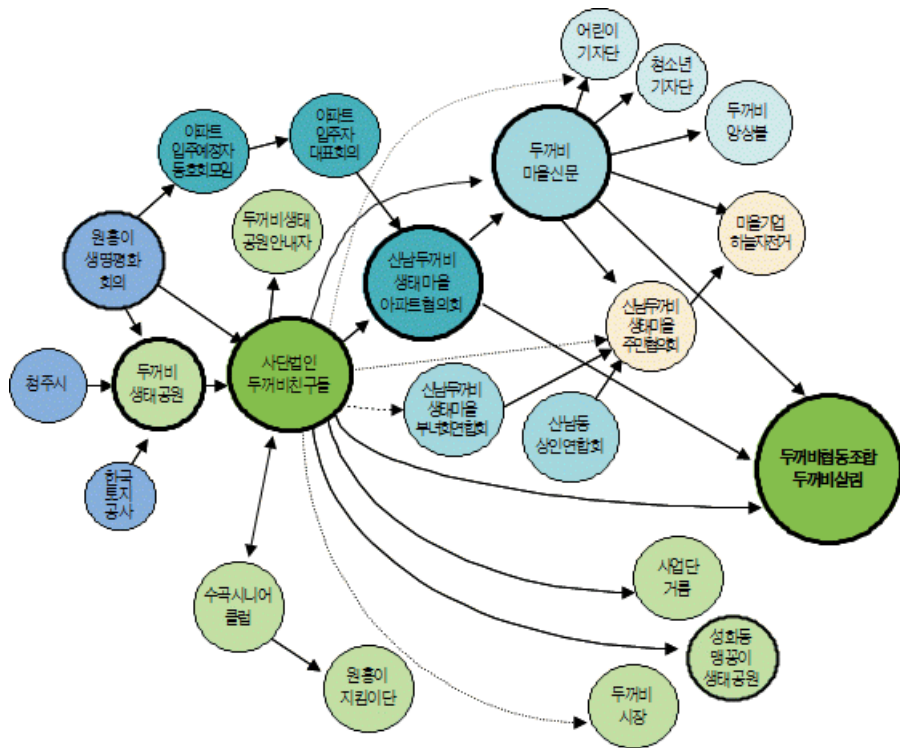 어린이
기자단
청소년
기자단
두꺼비
앙상블
아파트
입주예정자
동호회모임
아파트
입주자
대표회의
두꺼비
마을신문
두꺼비생태
공원안내자
마을기업
하늘자전거
원흥이
생명평화
회의
산남두꺼비
생태마을
아파트협의회
산남두꺼비
생태마을
주민협의회
청주시
두꺼비
생태공원
사단법인
두꺼비친구들
산남두꺼비
생태마을
부녀회연합회
산남동
상인연합회
두꺼비협동조합
두꺼비살림
한국
토지
공사
사업단
거름
수곡시니어
클럽
성화동
맹꽁이
생태공원
원흥이
지킴이단
두꺼비
시장